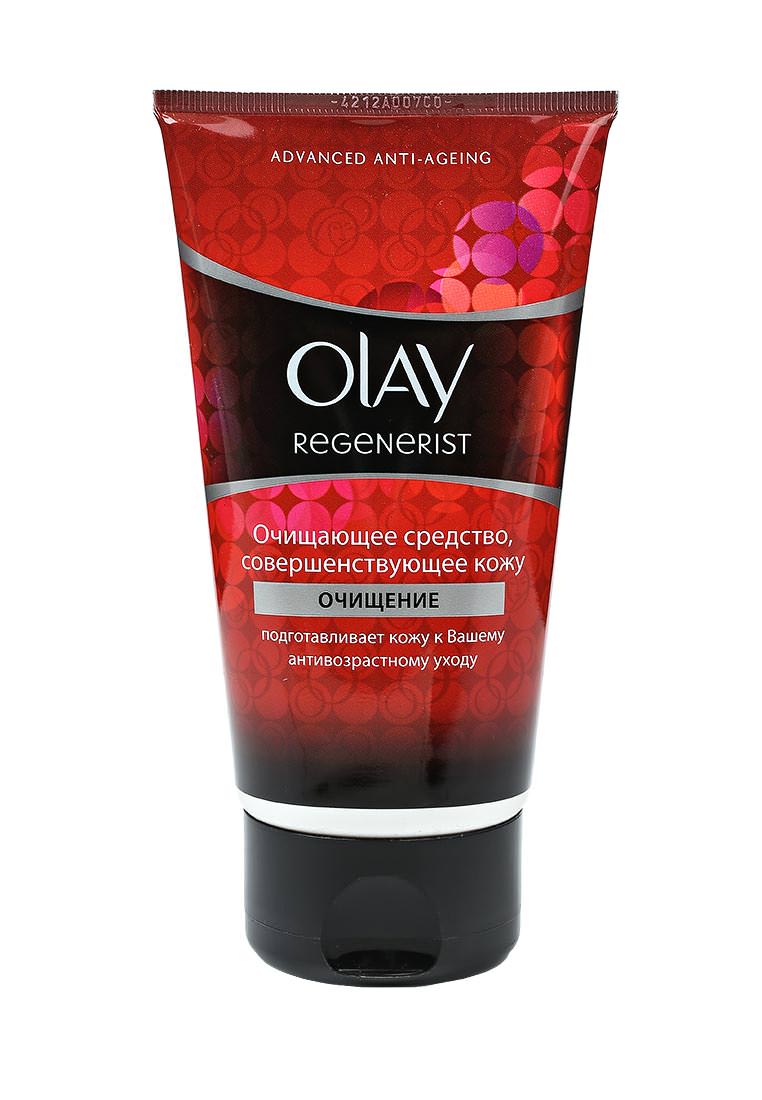 -4212A007C0-
ADVANCED ANTI-AGEING
OLAY
REGENERIST
Очищающее средство,
совершенствующее кожу
ОЧИЩЕНИЕ
подготавливает кожу к Вашему
антивозрастному уходу